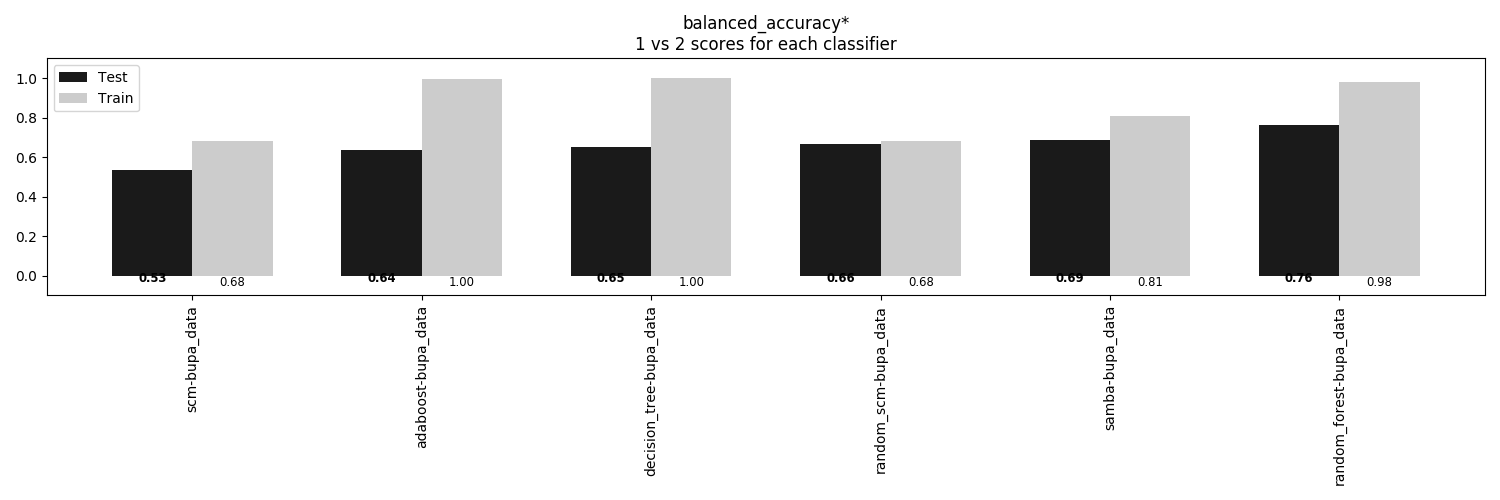 balanced_accuracy*
1 vs 2 scores for each classifier
Test
Train
1.0
0.8
0.6
0.4
0.2
0.0
0.53
0.68
0.64
1.00
0.65
1.00
0.66
0.68
0.69
0.81
0.76
0.98
scm-bupa_data
adaboost-bupa_data
decision_tree-bupa_data
random_scm-bupa_data
samba-bupa_data
random_forest-bupa_data